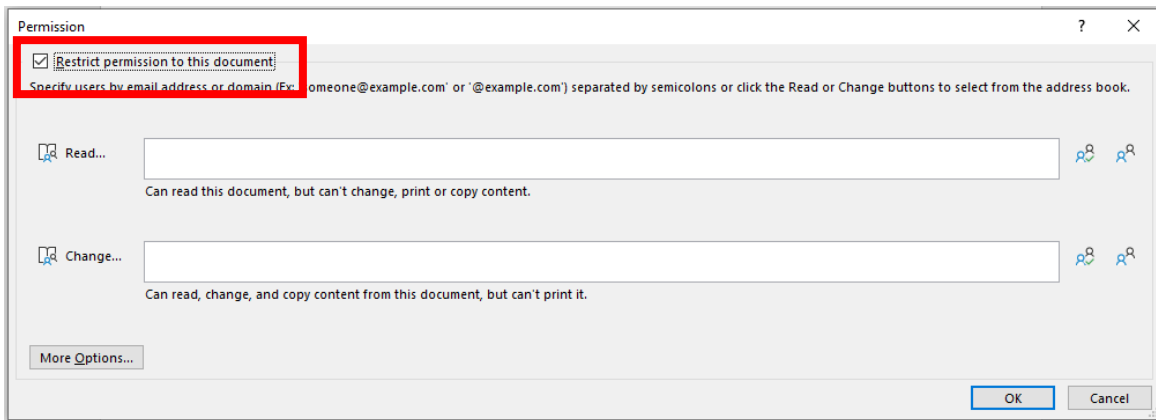 Permission
? ×
Restrict permission to this document
Specify users by email address or domain (Ex: 'someone@example.com' or '@example.com') separated by semicolons or click the Read or Change buttons to select from the address book.
Read...
Can read this document, but can't change, print or copy content.
Change...
Can read, change, and copy content from this document, but can't print it.
More Options...
OK Cancel